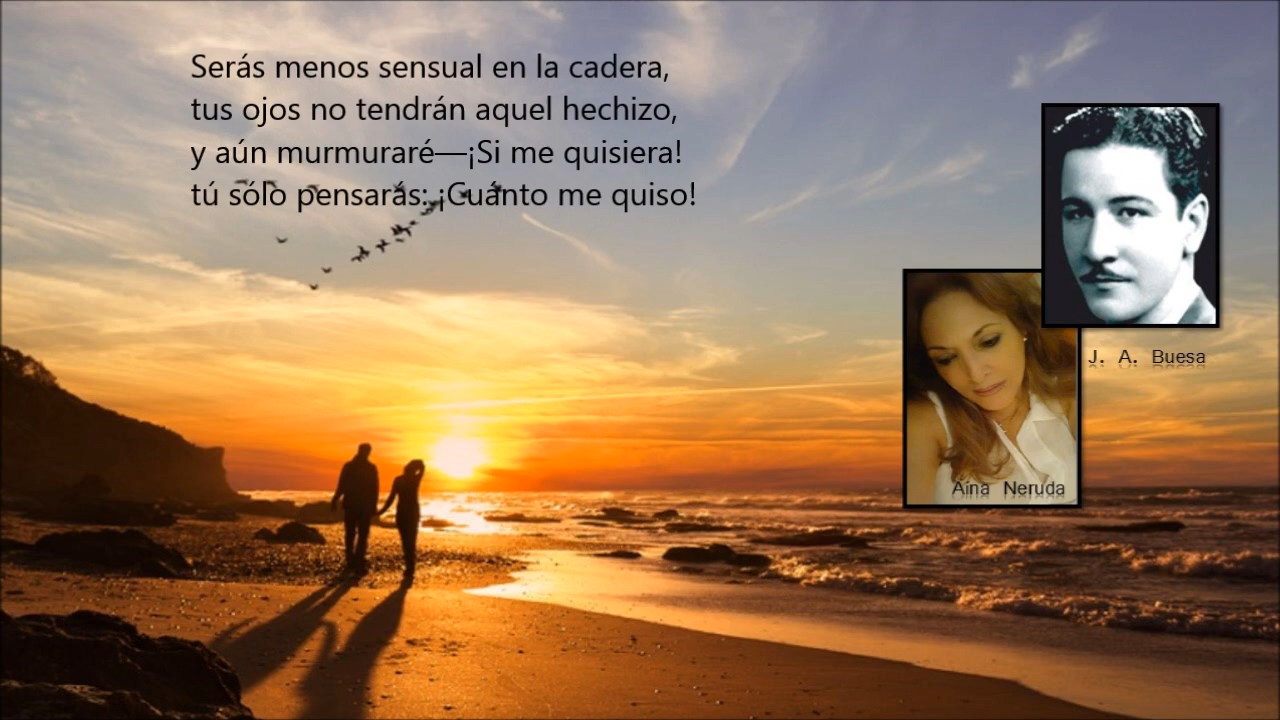 Serás menos sensual en la cadera,
tus ojos no tendrán aquel hechizo,
y aún murmuraré—¡Si me quisiera!
tú sólo pensarás: ¡Cuánto me quiso!
J. A. Buesa
Aína Neruda